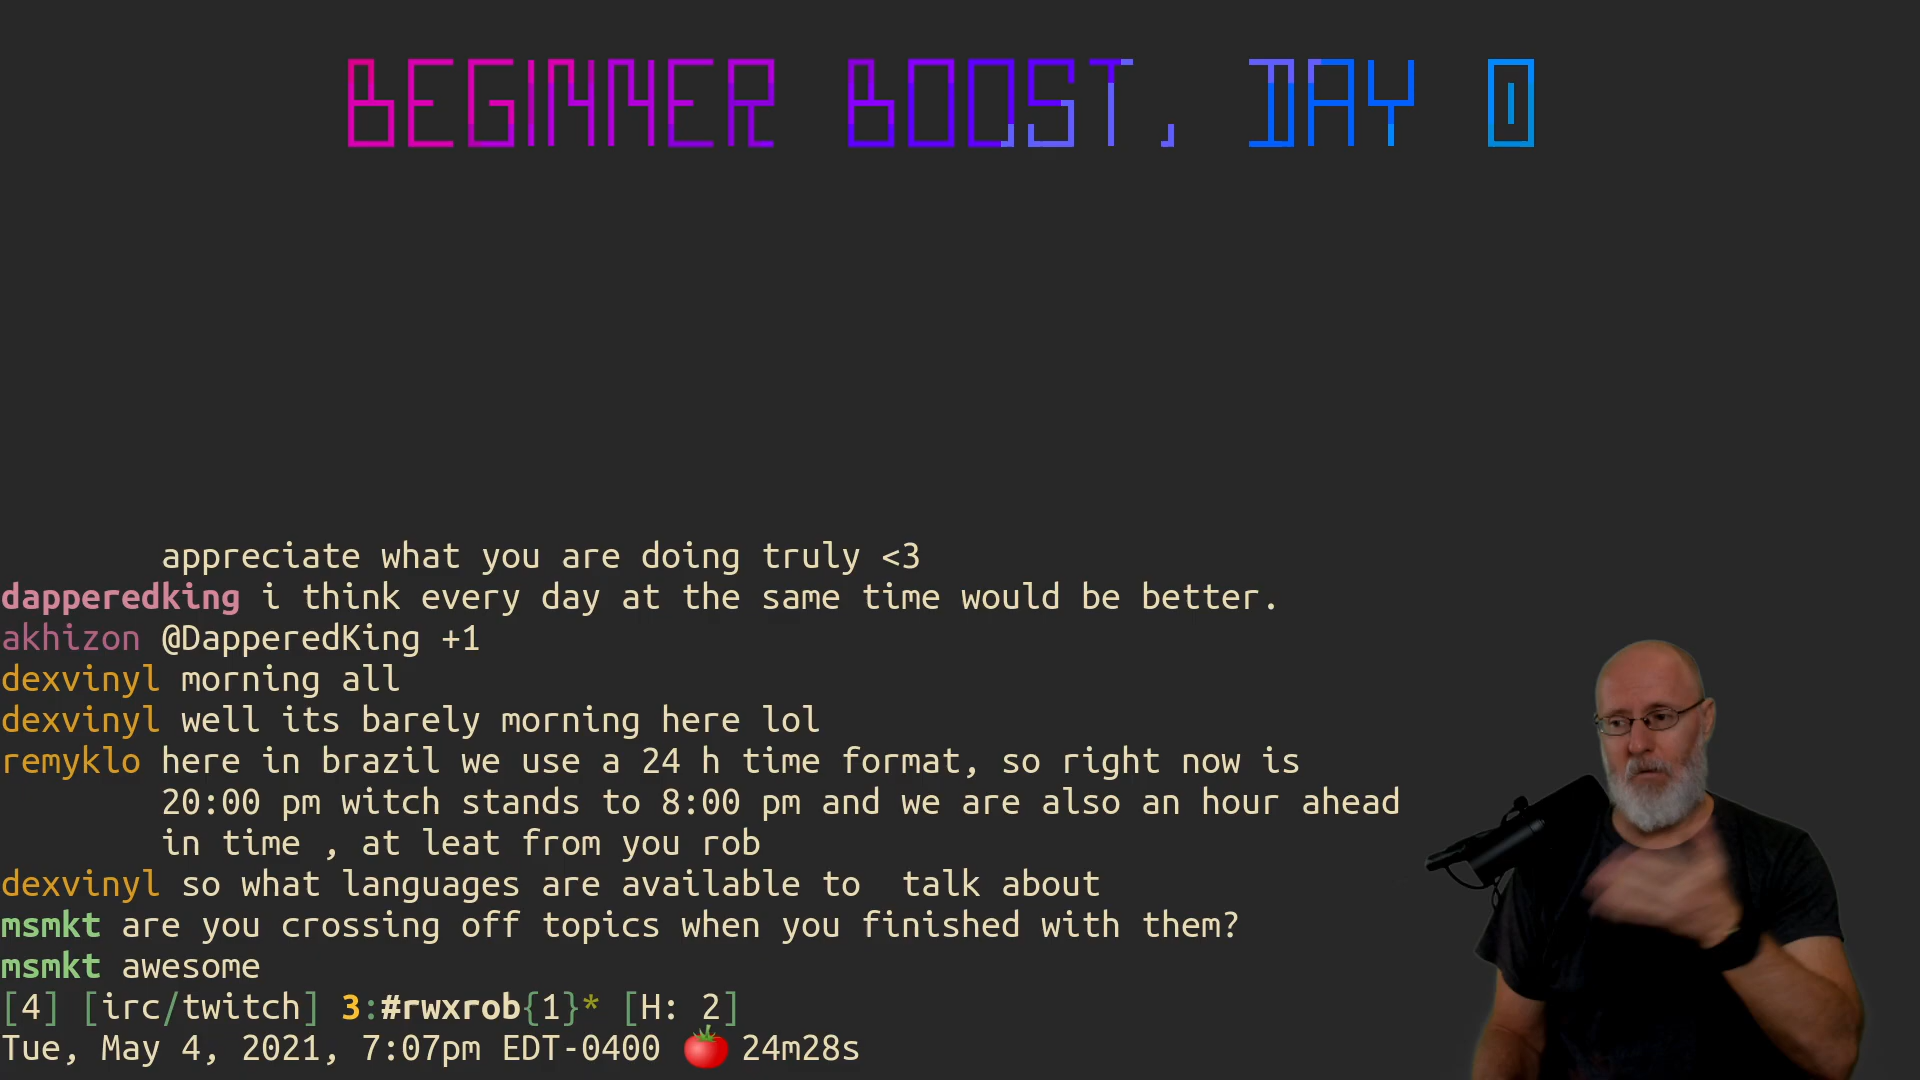 BEGINNER BOOST, DAY 0
appreciate what you are doing truly <3
dapperedking i think every day at the same time would be better.
akhizon @DapperedKing +1
dexvinyl morning all
dexvinyl well its barely morning here lol
remyklo here in brazil we use a 24 h time format, so right now is
20:00 pm witch stands to 8:00 pm and we are also an hour ahead
in time , at leat from you rob
dexvinyl so what languages are available to  talk about
msmkt are you crossing off topics when you finished with them?
msmkt awesome
[4] [irc/twitch] 3:#rwxrob{1}* [H: 2]
Tue, May 4, 2021, 7:07pm EDT-0400 🍅 24m28s